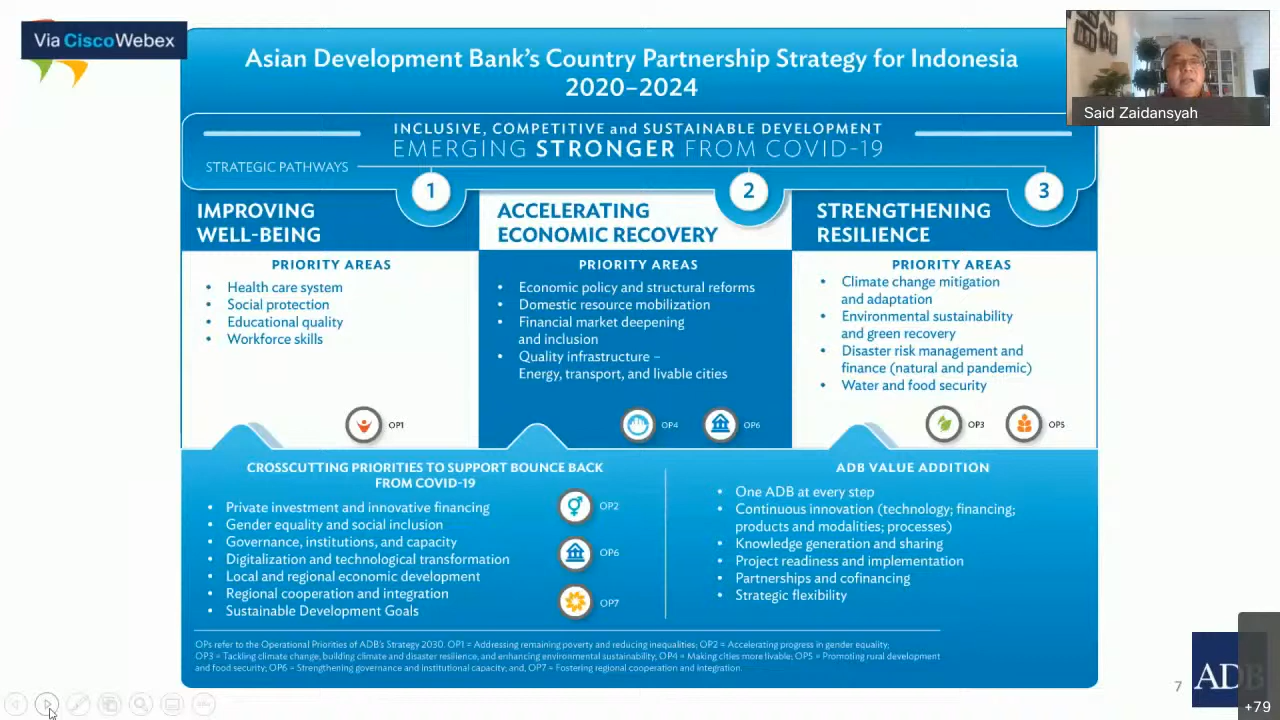 Via Cisco Webex
Said Zaidansyah
Asian Development Bank's Country Partnership Strategy for Indonesia
2020–2024
INCLUSIVE, COMPETITIVE and SUSTAINABLE DEVELOPMENT
EMERGING STRONGER FROM COVID-19
STRATEGIC PATHWAYS
1
2
3
IMPROVING
WELL-BEING
PRIORITY AREAS
• Health care system
• Social protection
• Educational quality
• Workforce skills
OP1
ACCELERATING
ECONOMIC RECOVERY
PRIORITY AREAS
• Economic policy and structural reforms
• Domestic resource mobilization
• Financial market deepening
and inclusion
• Quality infrastructure –
Energy, transport, and livable cities
OP4
OP6
STRENGTHENING
RESILIENCE
PRIORITY AREAS
• Climate change mitigation
and adaptation
• Environmental sustainability
and green recovery
• Disaster risk management and
finance (natural and pandemic)
• Water and food security
OP3
OP5
CROSSCUTTING PRIORITIES TO SUPPORT BOUNCE BACK
FROM COVID-19
• Private investment and innovative financing
• Gender equality and social inclusion
• Governance, institutions, and capacity
• Digitalization and technological transformation
• Local and regional economic development
• Regional cooperation and integration
• Sustainable Development Goals
OP2
OP6
OP7
ADB VALUE ADDITION
• One ADB at every step
• Continuous innovation (technology; financing;
products and modalities; processes)
• Knowledge generation and sharing
• Project readiness and implementation
• Partnerships and cofinancing
• Strategic flexibility
OPs refer to the Operational Priorities of ADB's Strategy 2030. OP1 = Addressing remaining poverty and reducing inequalities; OP2 = Accelerating progress in gender equality;
OP3 = Tackling climate change, building climate and disaster resilience, and enhancing environmental sustainability; OP4 = Making cities more livable; OP5 = Promoting rural development
and food security; OP6 = Strengthening governance and institutional capacity; and, OP7 = Fostering regional cooperation and integration.
7
ADB
+79